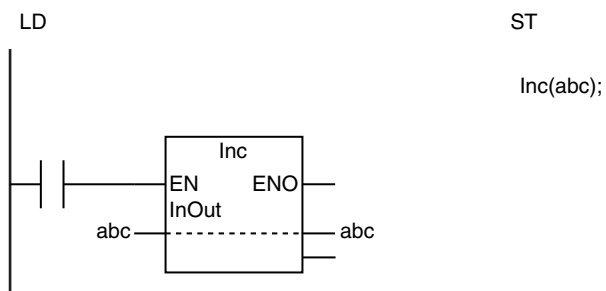 LD
ST
Inc(abc);
Inc
EN ENO
InOut
abc abc